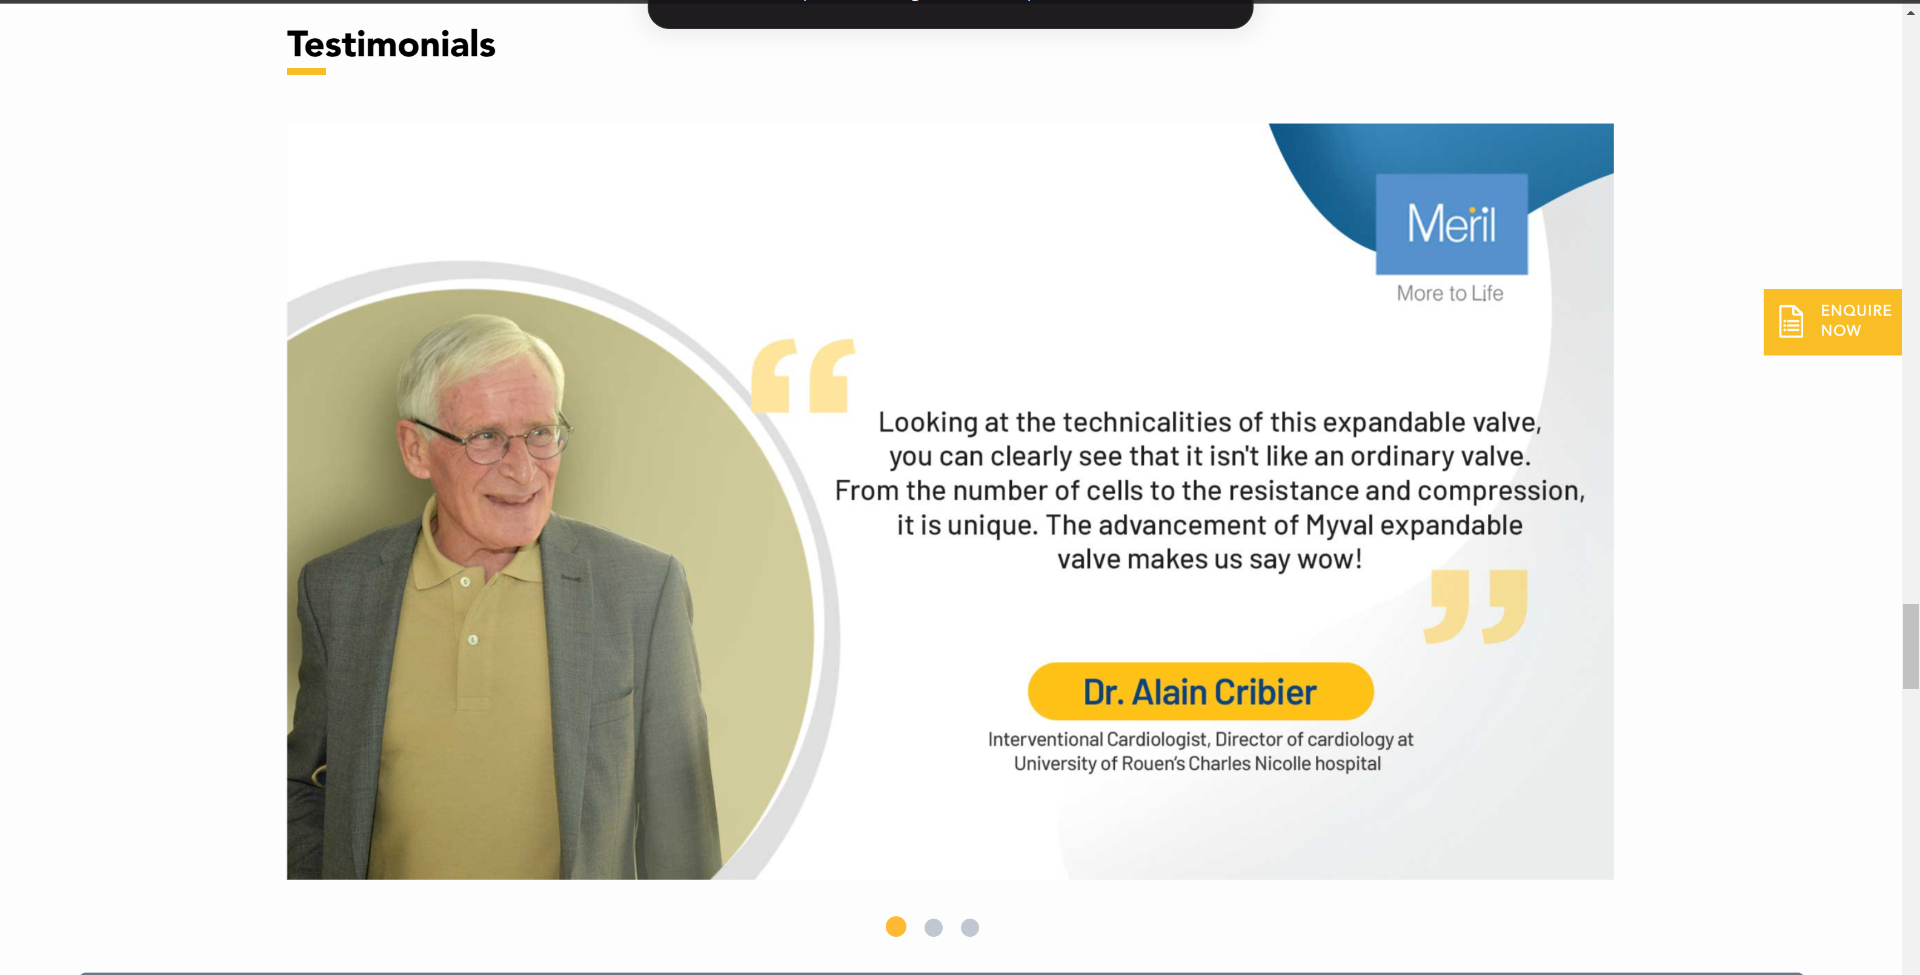 Testimonials
Meril
More to Life
ENQUIRE
NOW
Looking at the technicalities of this expandable valve,
you can clearly see that it isn't like an ordinary valve.
From the number of cells to the resistance and compression,
it is unique. The advancement of Myval expandable
valve makes us say wow!
Dr. Alain Cribier
Interventional Cardiologist, Director of cardiology at
University of Rouen's Charles Nicolle hospital